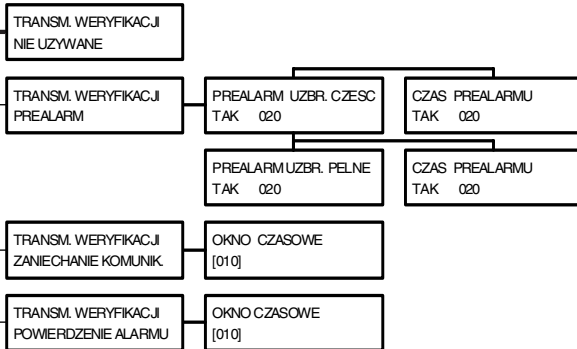 TRANSM. WERYFIKACJI
NIE UZYWANE
TRANSM. WERYFIKACJI
PREALARM
PREALARM UZBR. CZESC
TAK 020
CZAS PREALARMU
TAK 020
PREALARM UZBR. PELNE
TAK 020
CZAS PREALARMU
TAK 020
TRANSM. WERYFIKACJI
ZANIECHANIE KOMUNIK.
OKNO CZASOWE
[010]
TRANSM. WERYFIKACJI
POWIERDZENIE ALARMU
OKNO CZASOWE
[010]